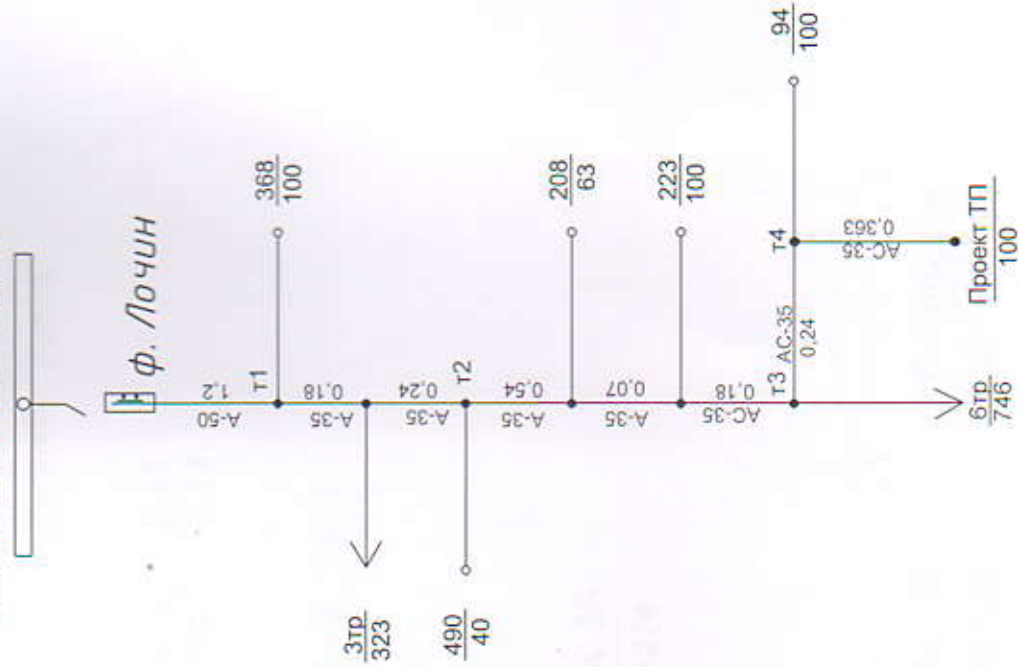 ф. Лочин
А-50
1,2
т1
368
100
А-35
0,18
3тр
323
А-35
0,24
т2
490
40
А-35
0,54
208
63
А-35
0,07
223
100
АС-35
0,18
т3
АС-35
0,24
т4
94
100
АС-35
0,363
Проект ТП
100
6тр
746